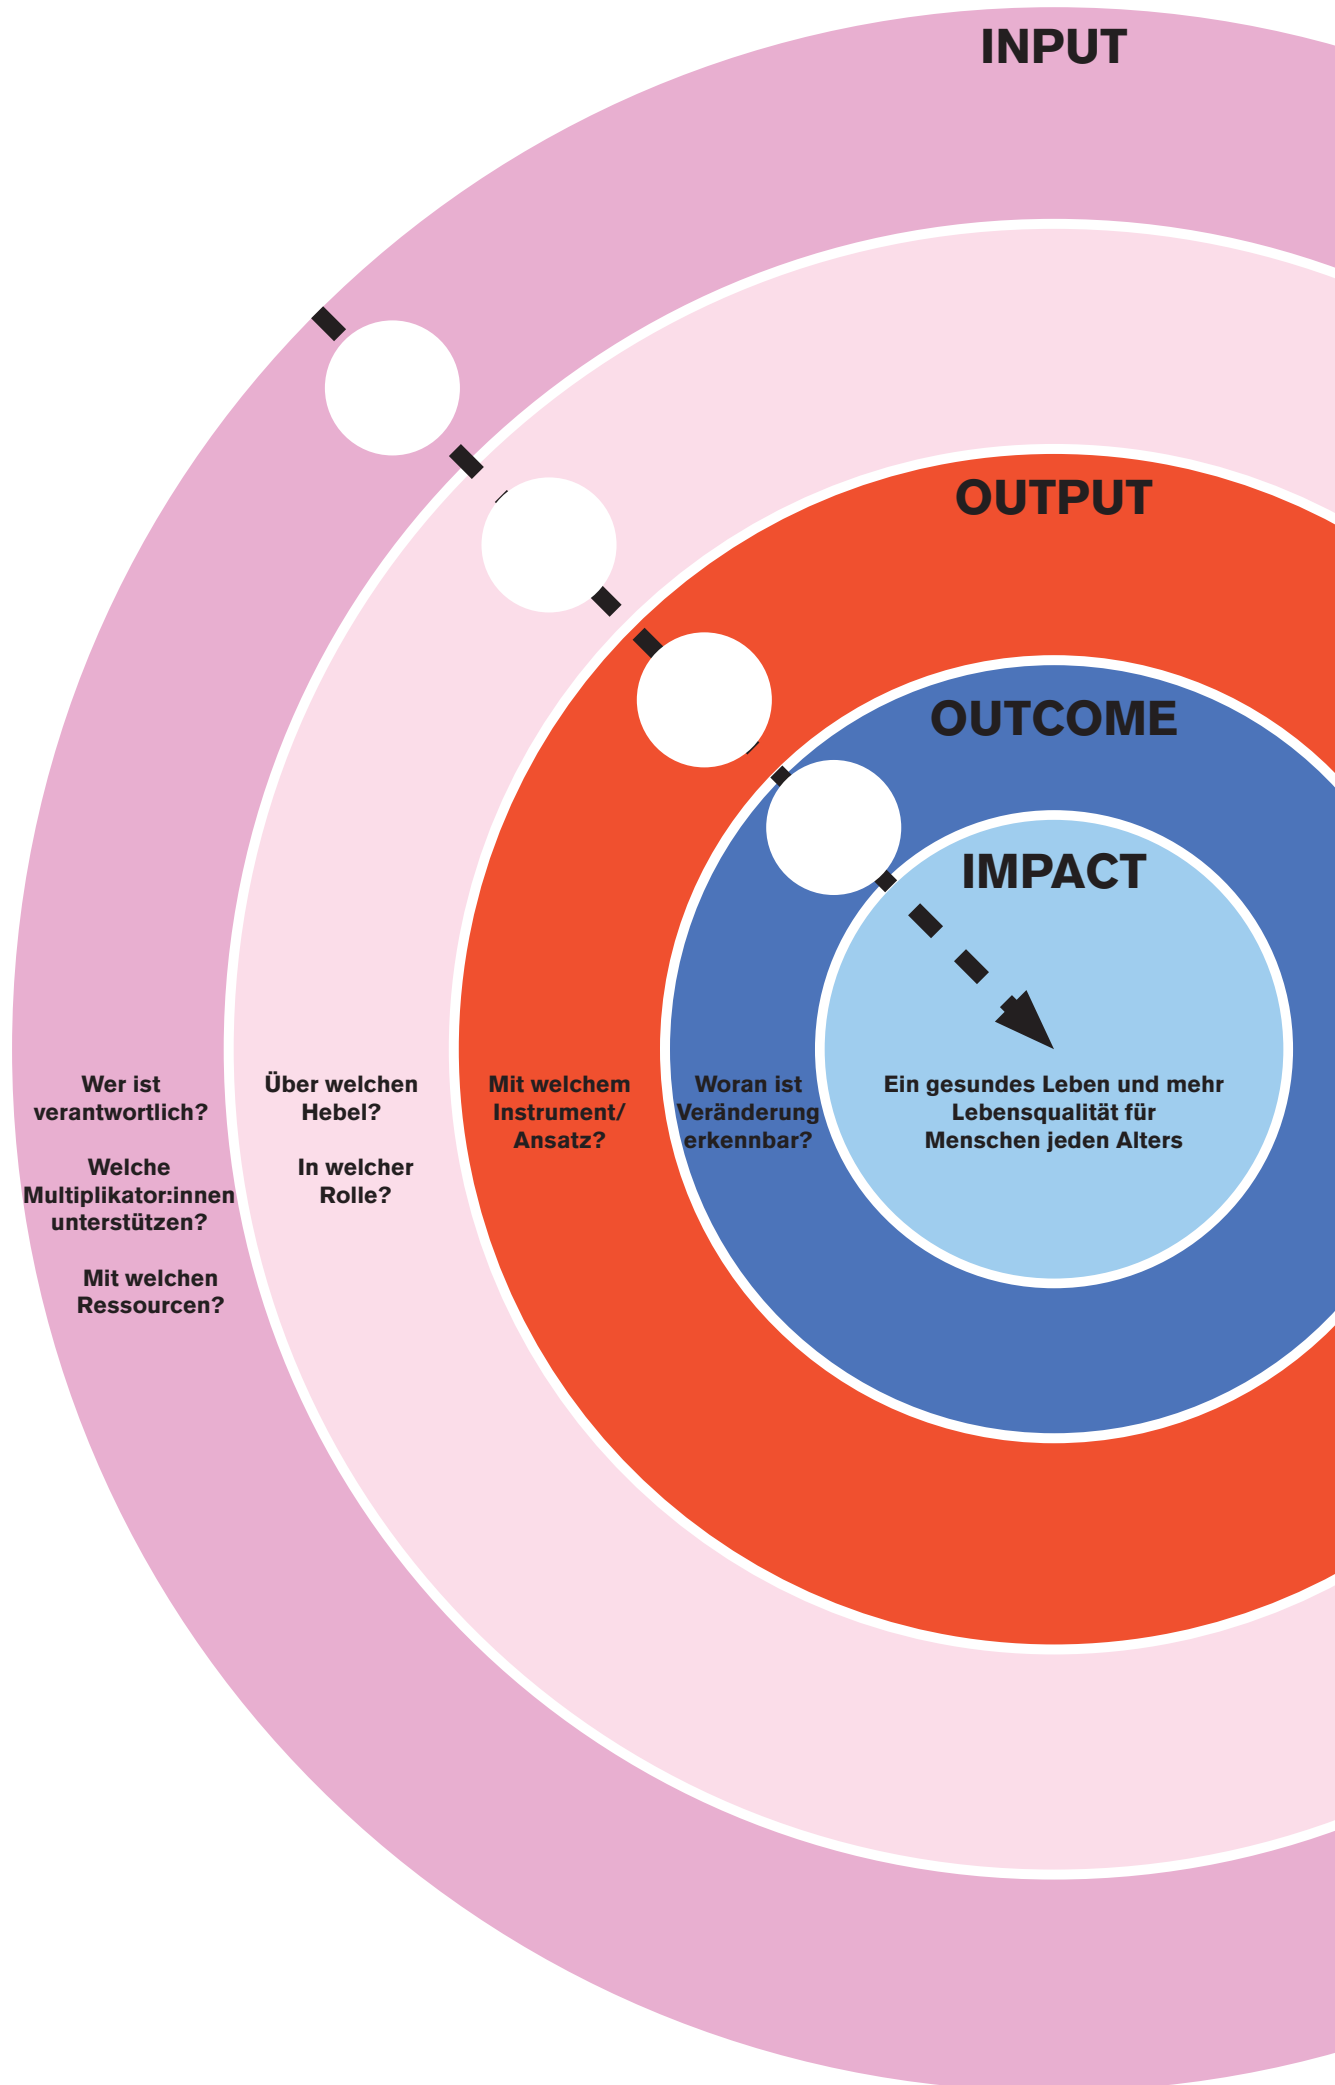 INPUT
OUTPUT
OUTCOME
IMPACT
Wer ist
verantwortlich?
Welche
Multiplikator:innen
unterstützen?
Mit welchen
Ressourcen?
Über welchen
Hebel?
In welcher
Rolle?
Mit welchem
Instrument/
Ansatz?
Woran ist
Veränderung
erkennbar?
Ein gesundes Leben und mehr
Lebensqualität für
Menschen jeden Alters